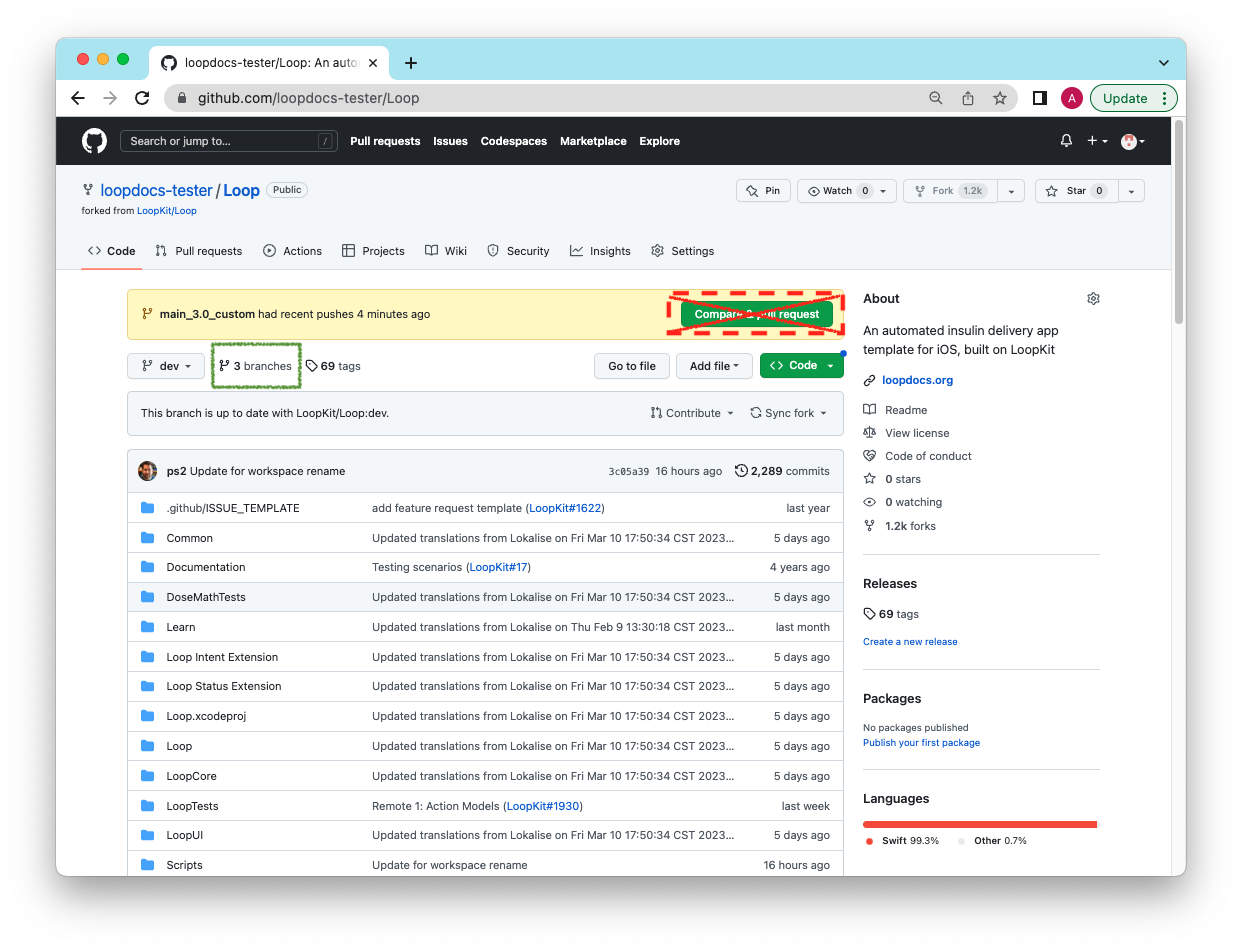 loopdocs-tester/Loop: An auto
github.com/loopdocs-tester/Loop
A
Update
Search or jump to... /
Pull requests Issues Codespaces Marketplace Explore
loopdocs-tester / Loop Public
Pin Watch 0 Fork 1.2k Star 0
forked from LoopKit/Loop
Code Pull requests Actions Projects Wiki Security Insights Settings
main_3.0_custom had recent pushes 4 minutes ago
Compare & pull request
dev 3 branches 69 tags Go to file Add file Code
This branch is up to date with LoopKit/Loop:dev. Contribute Sync fork
ps2 Update for workspace rename 3c05a39 16 hours ago 2,289 commits
.github/ISSUE_TEMPLATE add feature request template (LoopKit#1622) last year
Common Updated translations from Lokalise on Fri Mar 10 17:50:34 CST 2023... 5 days ago
Documentation Testing scenarios (LoopKit#17) 4 years ago
DoseMathTests Updated translations from Lokalise on Fri Mar 10 17:50:34 CST 2023... 5 days ago
Learn Updated translations from Lokalise on Thu Feb 9 13:30:18 CST 2023... last month
Loop Intent Extension Updated translations from Lokalise on Fri Mar 10 17:50:34 CST 2023... 5 days ago
Loop Status Extension Updated translations from Lokalise on Fri Mar 10 17:50:34 CST 2023... 5 days ago
Loop.xcodeproj Updated translations from Lokalise on Fri Mar 10 17:50:34 CST 2023... 5 days ago
Loop Updated translations from Lokalise on Fri Mar 10 17:50:34 CST 2023... 5 days ago
LoopCore Updated translations from Lokalise on Fri Mar 10 17:50:34 CST 2023... 5 days ago
LoopTests Remote 1: Action Models (LoopKit#1930) last week
LoopUI Updated translations from Lokalise on Fri Mar 10 17:50:34 CST 2023... 5 days ago
Scripts Update for workspace rename 16 hours ago
About
An automated insulin delivery app
template for iOS, built on LoopKit
loopdocs.org
Readme
View license
Code of conduct
0 stars
0 watching
1.2k forks
Releases
69 tags
Create a new release
Packages
No packages published
Publish your first package
Languages
Swift 99.3% Other 0.7%